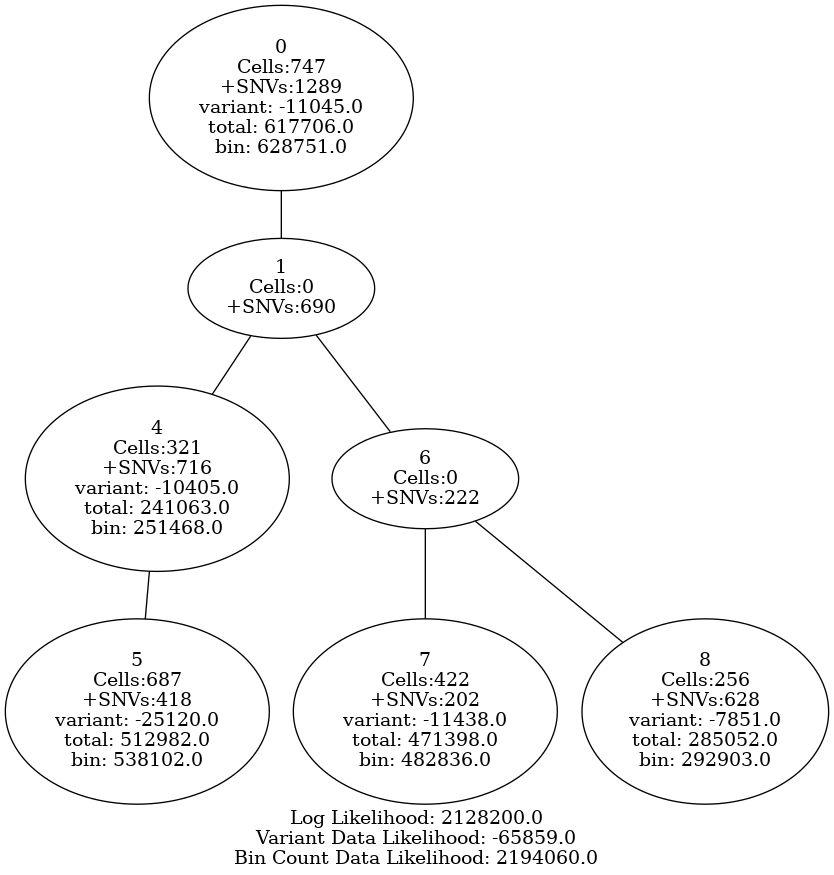 0
Cells:747
+SNVs:1289
variant: -11045.0
total: 617706.0
bin: 628751.0
1
Cells:0
+SNVs:690
4
Cells:321
+SNVs:716
variant: -10405.0
total: 241063.0
bin: 251468.0
6
Cells:0
+SNVs:222
5
Cells:687
+SNVs:418
variant: -25120.0
total: 512982.0
bin: 538102.0
7
Cells:422
+SNVs:202
variant: -11438.0
total: 471398.0
bin: 482836.0
8
Cells:256
+SNVs:628
variant: -7851.0
total: 285052.0
bin: 292903.0
Log Likelihood: 2128200.0
Variant Data Likelihood: -65859.0
Bin Count Data Likelihood: 2194060.0